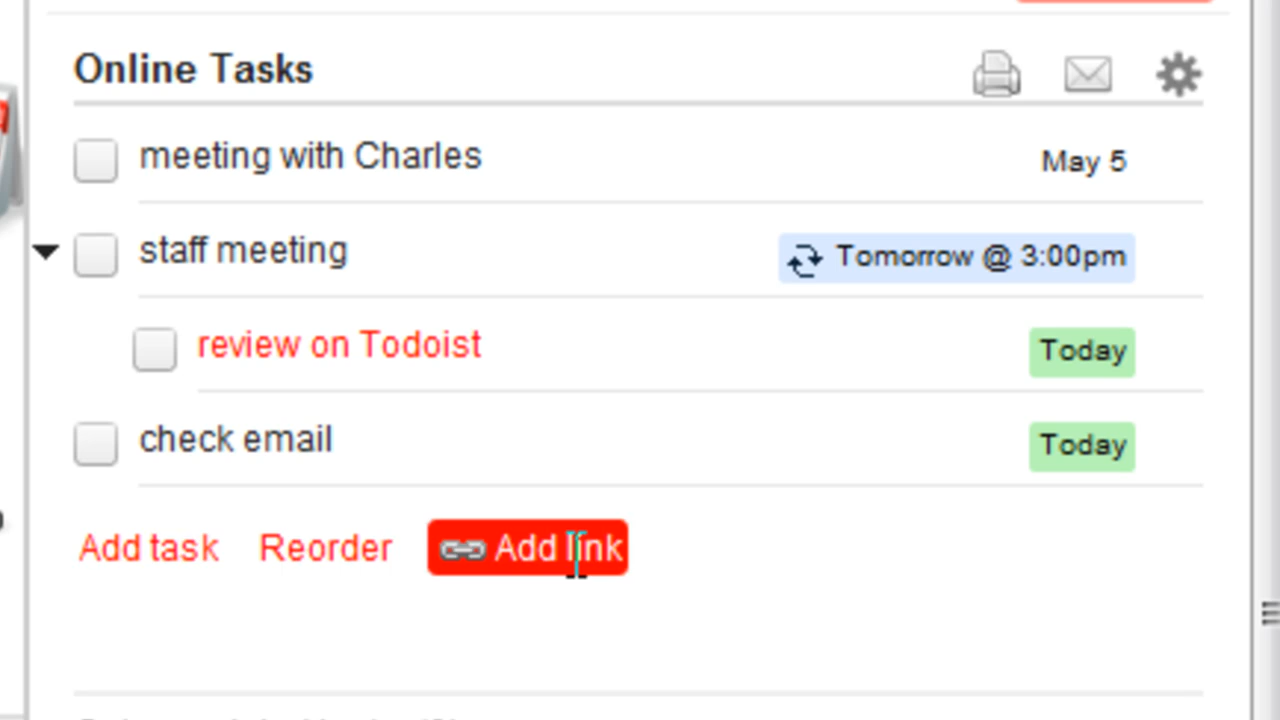 Online Tasks
meeting with Charles
May 5
staff meeting
Tomorrow @ 3:00pm
review on Todoist
Today
check email
Today
Add task Reorder Add link